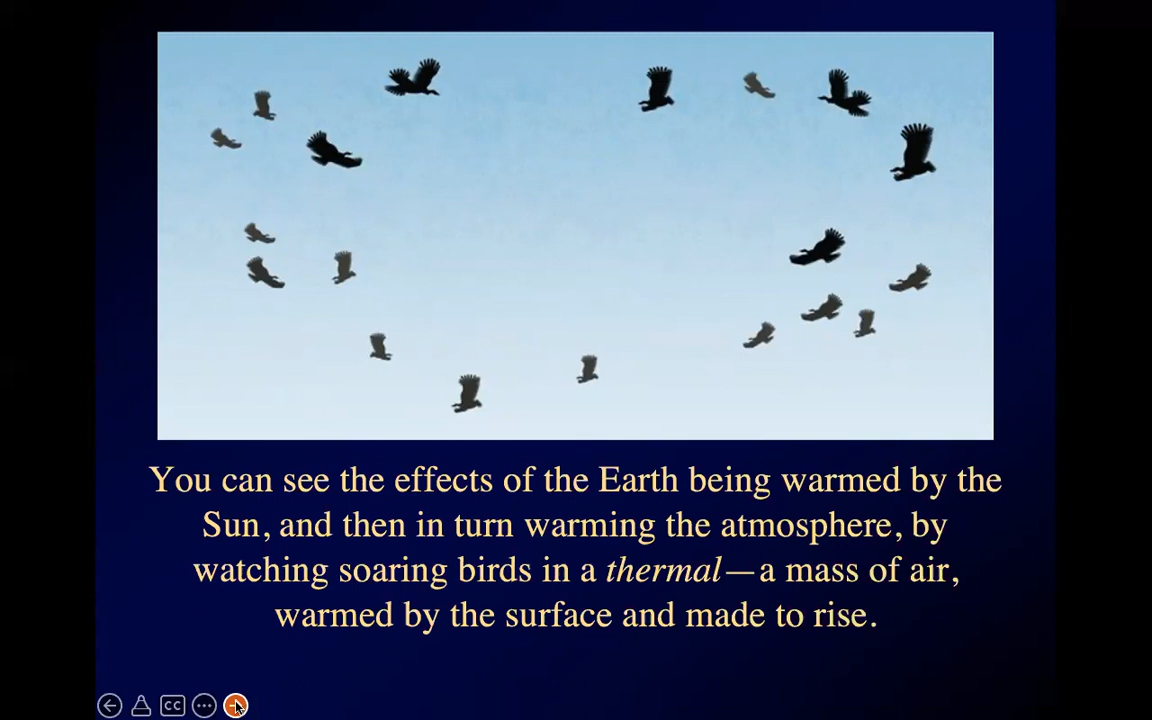 You can see the effects of the Earth being warmed by the
Sun, and then in turn warming the atmosphere, by
watching soaring birds in a thermal—a mass of air,
warmed by the surface and made to rise.
CC